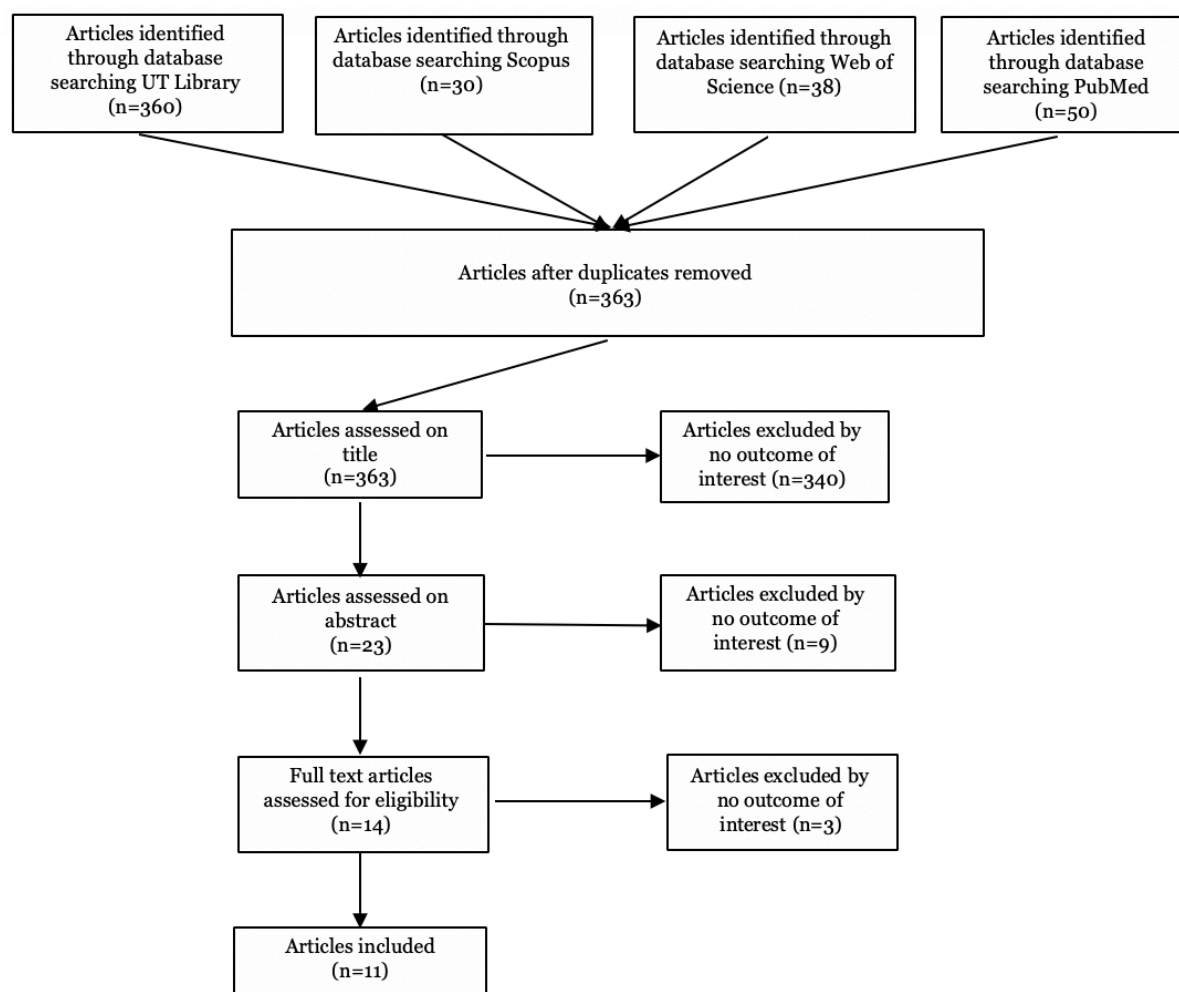 Articles identified
through database
searching UT Library
(n=360)
Articles identified through
database searching Scopus
(n=30)
Articles identified through
database searching Web of
Science (n=38)
Articles identified
through database
searching PubMed
(n=50)
Articles after duplicates removed
(n=363)
Articles assessed on
title
(n=363)
Articles excluded by
no outcome of
interest (n=340)
Articles assessed on
abstract
(n=23)
Articles excluded by
no outcome of
interest (n=9)
Full text articles
assessed for eligibility
(n=14)
Articles excluded by
no outcome of
interest (n=3)
Articles included
(n=11)